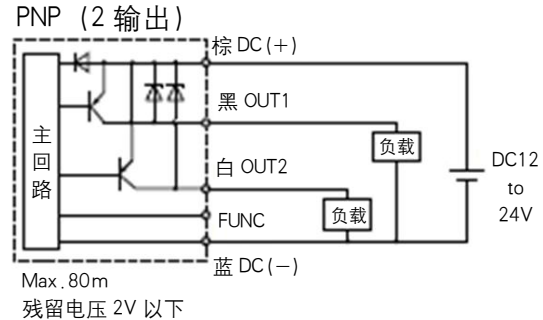 PNP (2 输出)
棕 DC (+)
黑 OUT1
主回路
负载
DC12
to
24V
白 OUT2
负载
FUNC
蓝 DC (-)
Max.80m
残留电压 2V 以下